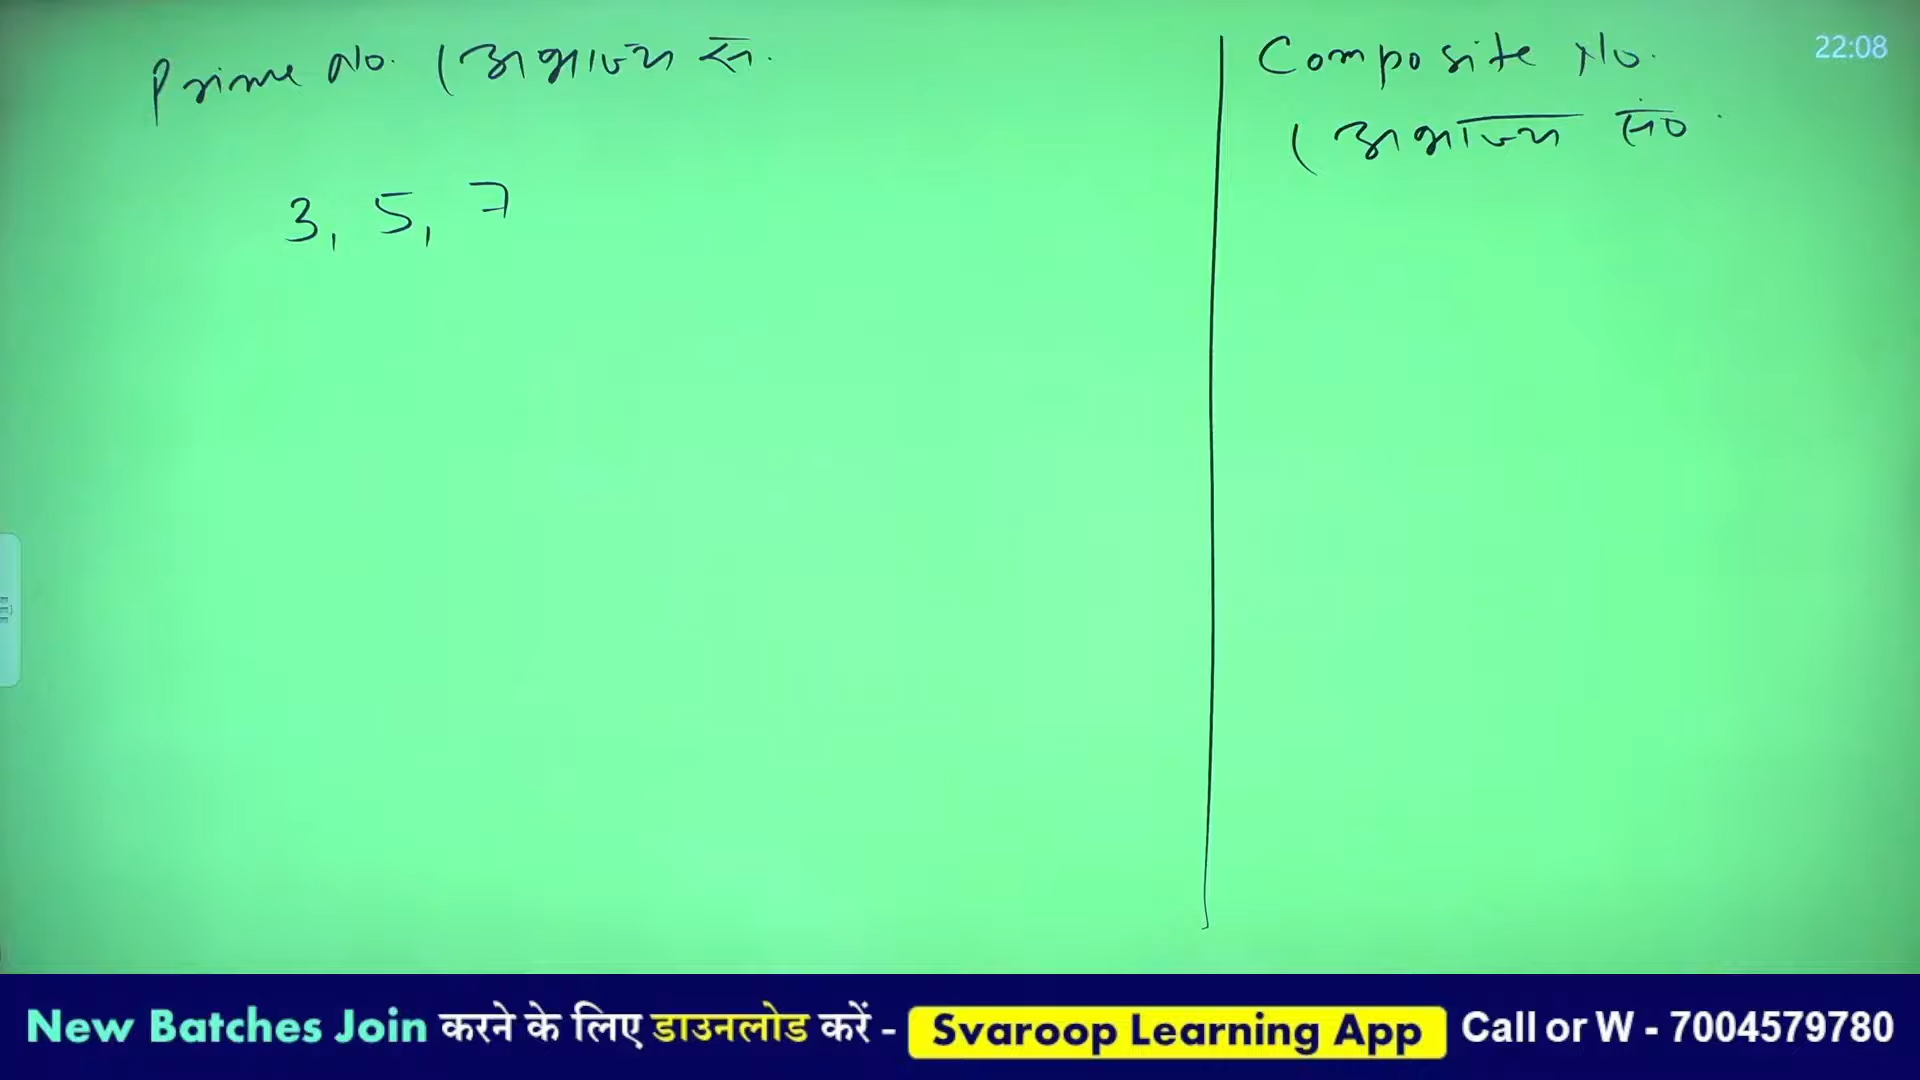 Prime No. (अभाज्य सं.
3, 5, 7
Composite No.
(अभाज्य सं०
22:08
New Batches Join करने के लिए डाउनलोड करें - Svaroop Learning App Call or W - 7004579780